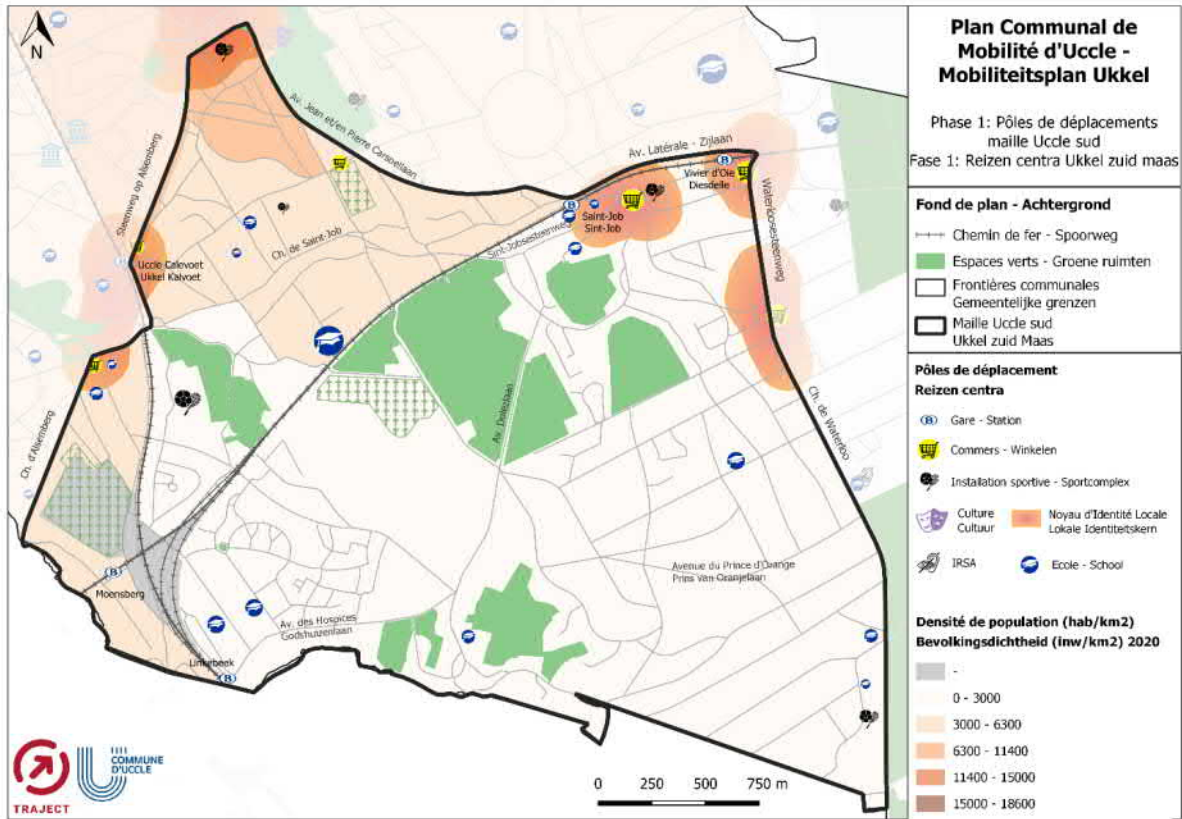 N
Av. Jean et/en Pierre Carsoellaan
Steenweg op Alsemberg
Av. Latérale - Zijlaan
Vivier d'Oie
Diesdelle
Waterloosesteenweg
Saint-Job
Sint-Job
Sint-Jobsesteenweg
Ch. de Saint-Job
Uccle-Calevoet
Ukkel Kalvoet
Ch. d'Alsemberg
Av. Dolezlaan
Ch. de Waterloo
Avenue du Prince d'Orange
Prins Van Oranjelaan
Moensberg
Av. des Hospices
Godshuizenlaan
Linkebeek
TRAJECT
COMMUNE
D'UCCLE
0 250 500 750 m
Plan Communal de
Mobilité d'Uccle -
Mobiliteitsplan Ukkel
Phase 1: Pôles de déplacements
maille Uccle sud
Fase 1: Reizen centra Ukkel zuid maas
Fond de plan - Achtergrond
Chemin de fer - Spoorweg
Espaces verts - Groene ruimten
Frontières communales
Gemeentelijke grenzen
Maille Uccle sud
Ukkel zuid Maas
Pôles de déplacement
Reizen centra
B Gare - Station
Commers - Winkelen
Installation sportive - Sportcomplex
Culture
Cultuur
Noyau d'Identité Locale
Lokale Identiteitskern
IRSA
Ecole - School
Densité de population (hab/km2)
Bevolkingsdichtheid (inw/km2) 2020
-
0 - 3000
3000 - 6300
6300 - 11400
11400 - 15000
15000 - 18600